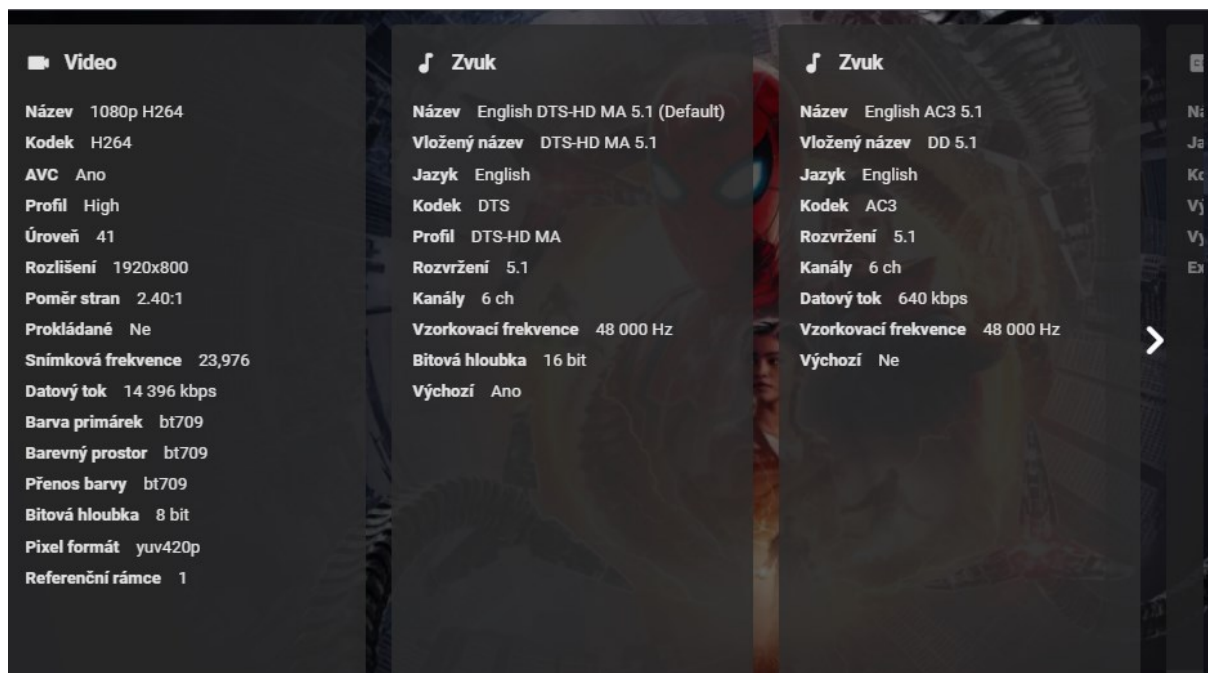 Video
Název 1080p H264
Kodek H264
AVC Ano
Profil High
Úroveň 41
Rozlišení 1920x800
Poměr stran 2.40:1
Prokládané Ne
Snímková frekvence 23,976
Datový tok 14 396 kbps
Barva primárek bt709
Barevný prostor bt709
Přenos barvy bt709
Bitová hloubka 8 bit
Pixel formát yuv420p
Referenční rámce 1
Zvuk
Název English DTS-HD MA 5.1 (Default)
Vložený název DTS-HD MA 5.1
Jazyk English
Kodek DTS
Profil DTS-HD MA
Rozvržení 5.1
Kanály 6 ch
Vzorkovací frekvence 48 000 Hz
Bitová hloubka 16 bit
Výchozí Ano
Zvuk
Název English AC3 5.1
Vložený název DD 5.1
Jazyk English
Kodek AC3
Rozvržení 5.1
Kanály 6 ch
Datový tok 640 kbps
Vzorkovací frekvence 48 000 Hz
Výchozí Ne